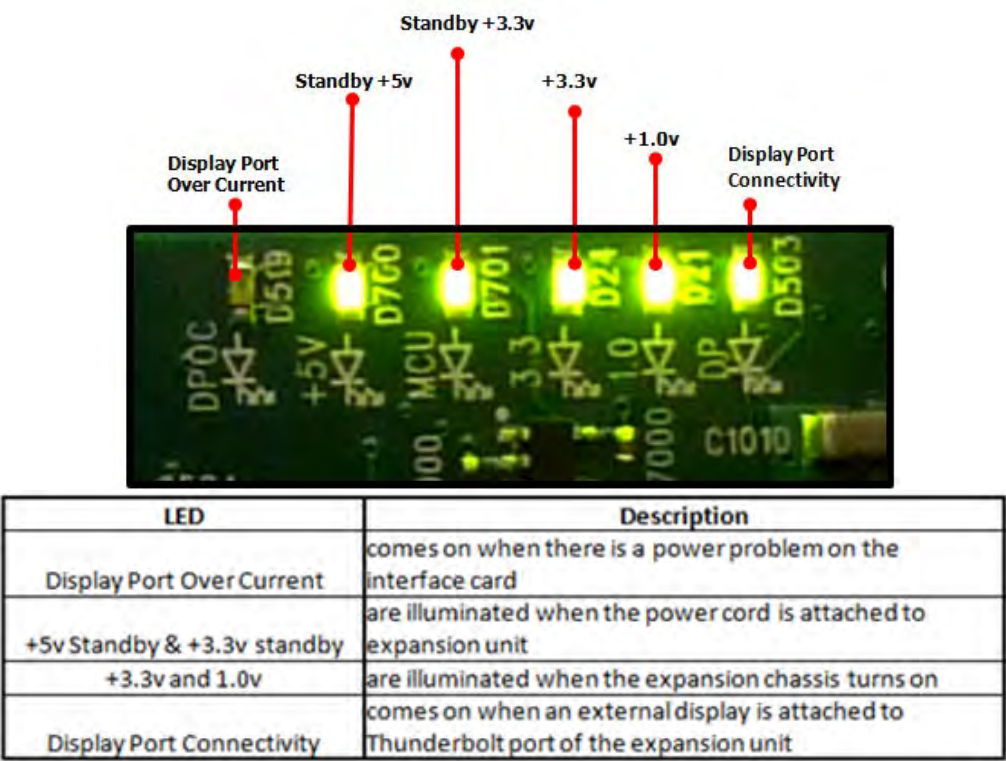 Standby +3.3v
Standby +5v
+3.3v
+1.0v
Display Port
Over Current
Display Port
Connectivity
D519
D700
D701
D24
D21
D503
DPOC
+5V
MCU
3.3
1.0
DP
000,
7000
C1010
LED
Description
Display Port Over Current
comes on when there is a power problem on the
interface card
+5v Standby & +3.3v standby
are illuminated when the power cord is attached to
expansion unit
+3.3v and 1.0v
are illuminated when the expansion chassis turns on
Display Port Connectivity
comes on when an external display is attached to
Thunderbolt port of the expansion unit